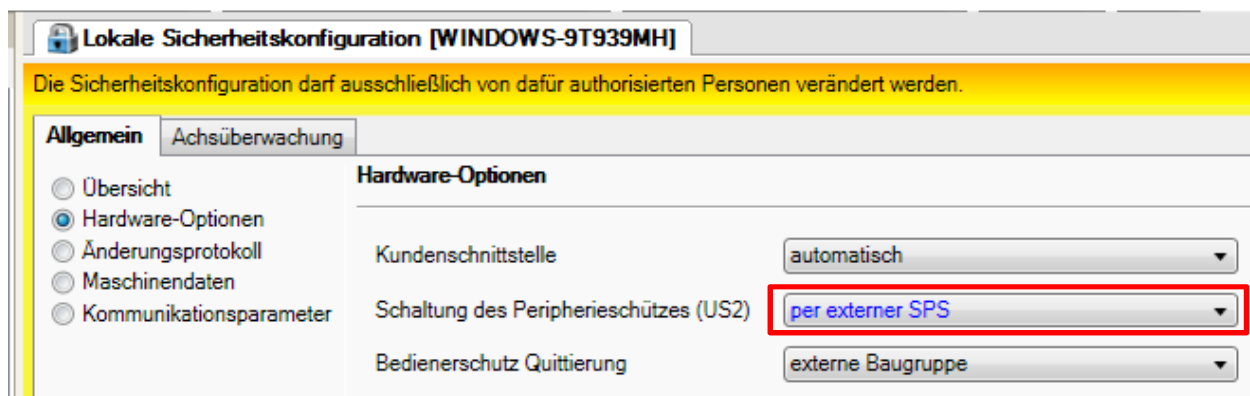 Lokale Sicherheitskonfiguration [WINDOWS-9T939MH]
Die Sicherheitskonfiguration darf ausschließlich von dafür authorisierten Personen verändert werden.
Allgemein Achsüberwachung
Übersicht
Hardware-Optionen
Änderungsprotokoll
Maschinendaten
Kommunikationsparameter
Hardware-Optionen
Kundenschnittstelle automatisch
Schaltung des Peripherieschützes (US2) per externer SPS
Bedienerschutz Quittierung externe Baugruppe